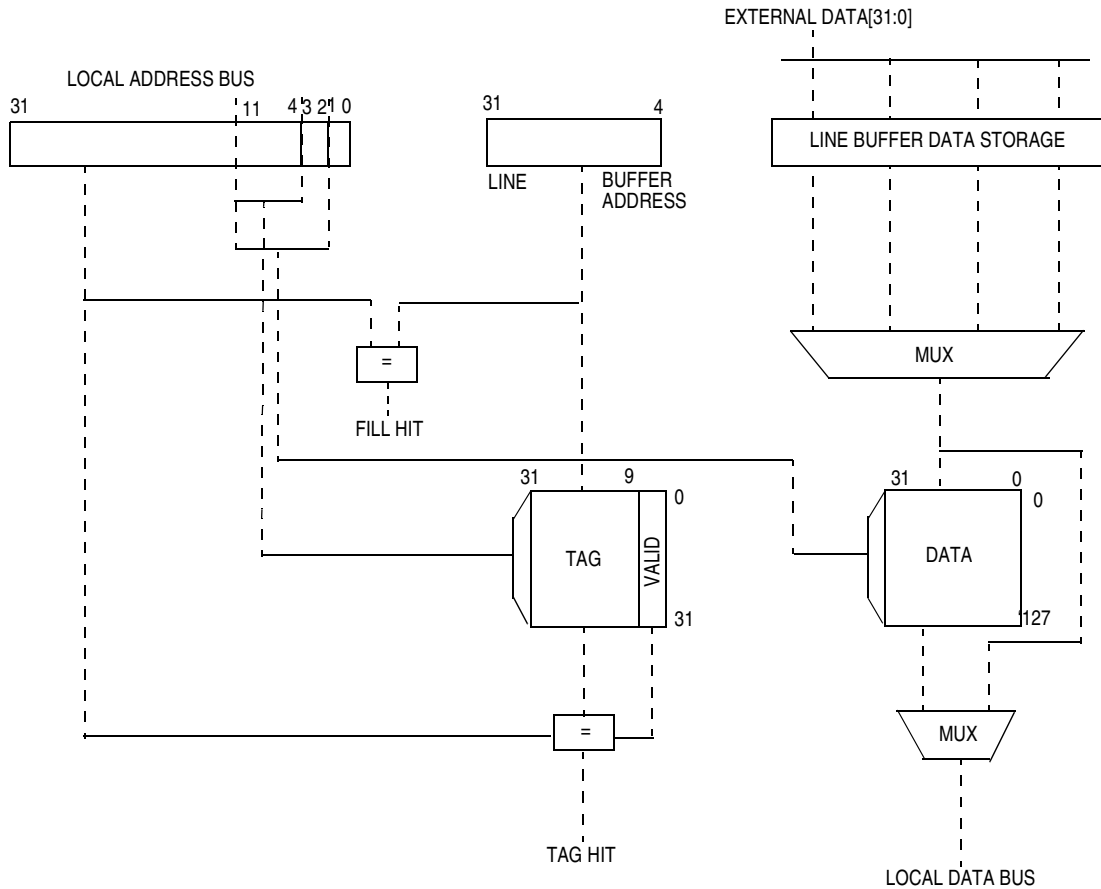 EXTERNAL DATA[31:0]
LOCAL ADDRESS BUS
31 11 4 3 2 1 0
31 4
LINE BUFFER DATA STORAGE
LINE BUFFER
ADDRESS
MUX
=
FILL HIT
31 9
0
31 0
0
TAG
VALID
DATA
31
127
=
MUX
TAG HIT
LOCAL DATA BUS